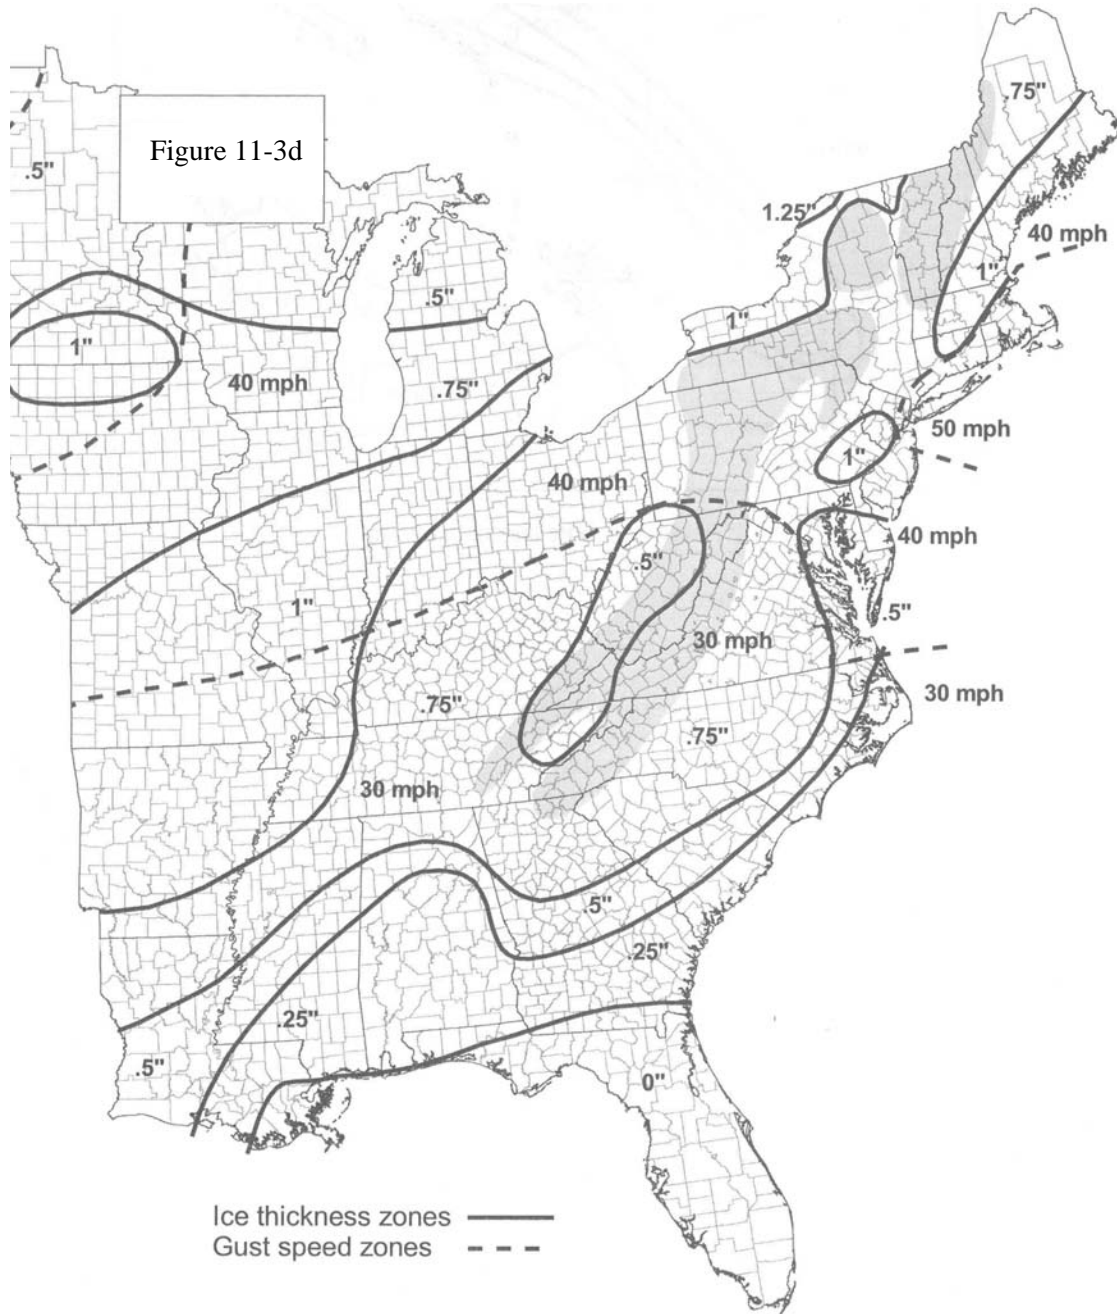 .75"
Figure 11-3d
.5"
1.25"
40 mph
1"
.5"
1"
1"
40 mph
.75"
50 mph
1"
40 mph
40 mph
.5"
.5"
1"
30 mph
30 mph
.75"
.75"
30 mph
.5"
.25"
.25"
.5"
0"
Ice thickness zones
Gust speed zones